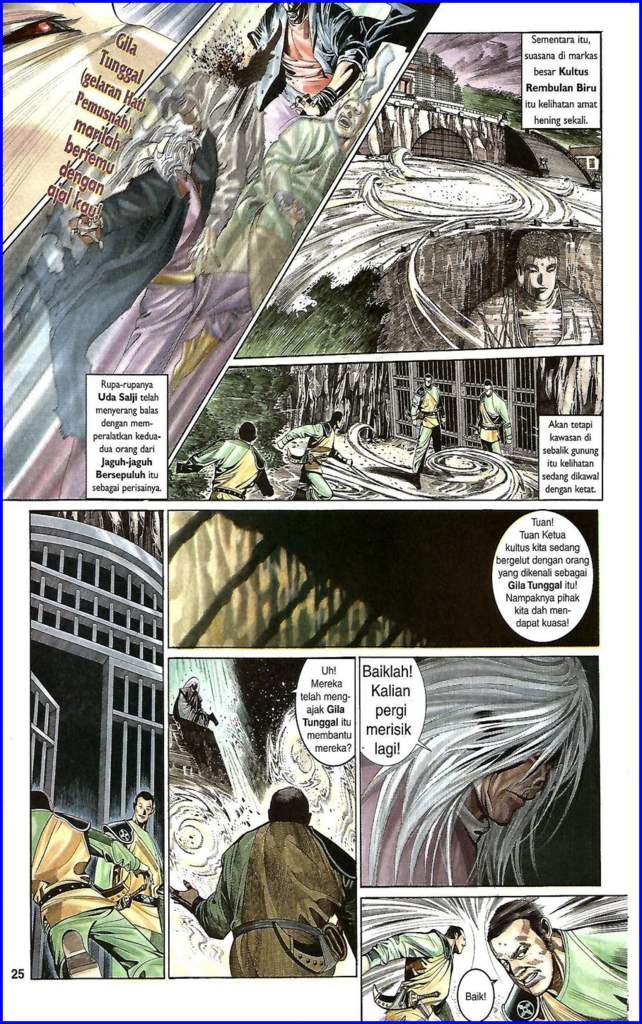 Gila
Tunggal
(gelaran Hati
Pemusnah),
marilah
bertemu
dengan
ajal kau!
Sementara itu,
suasana di markas
besar Kultus
Rembulan Biru
itu kelihatan amat
hening sekali.
Rupa-rupanya
Uda Salji telah
menyerang balas
dengan mem-
peralatkan kedua-
dua orang dari
Jaguh-jaguh
Bersepuluh itu
sebagai perisainya.
Akan tetapi
kawasan di
sebalik gunung
itu kelihatan
sedang dikawal
dengan ketat.
Tuan!
Tuan Ketua
kultus kita sedang
bergelut dengan orang
yang dikenali sebagai
Gila Tunggal itu!
Nampaknya pihak
kita dah men-
dapat kuasa!
Uh!
Mereka
telah meng-
ajak Gila
Tunggal itu
membantu
mereka?
Baiklah!
Kalian
pergi
merisik
lagi!
Baik!
25